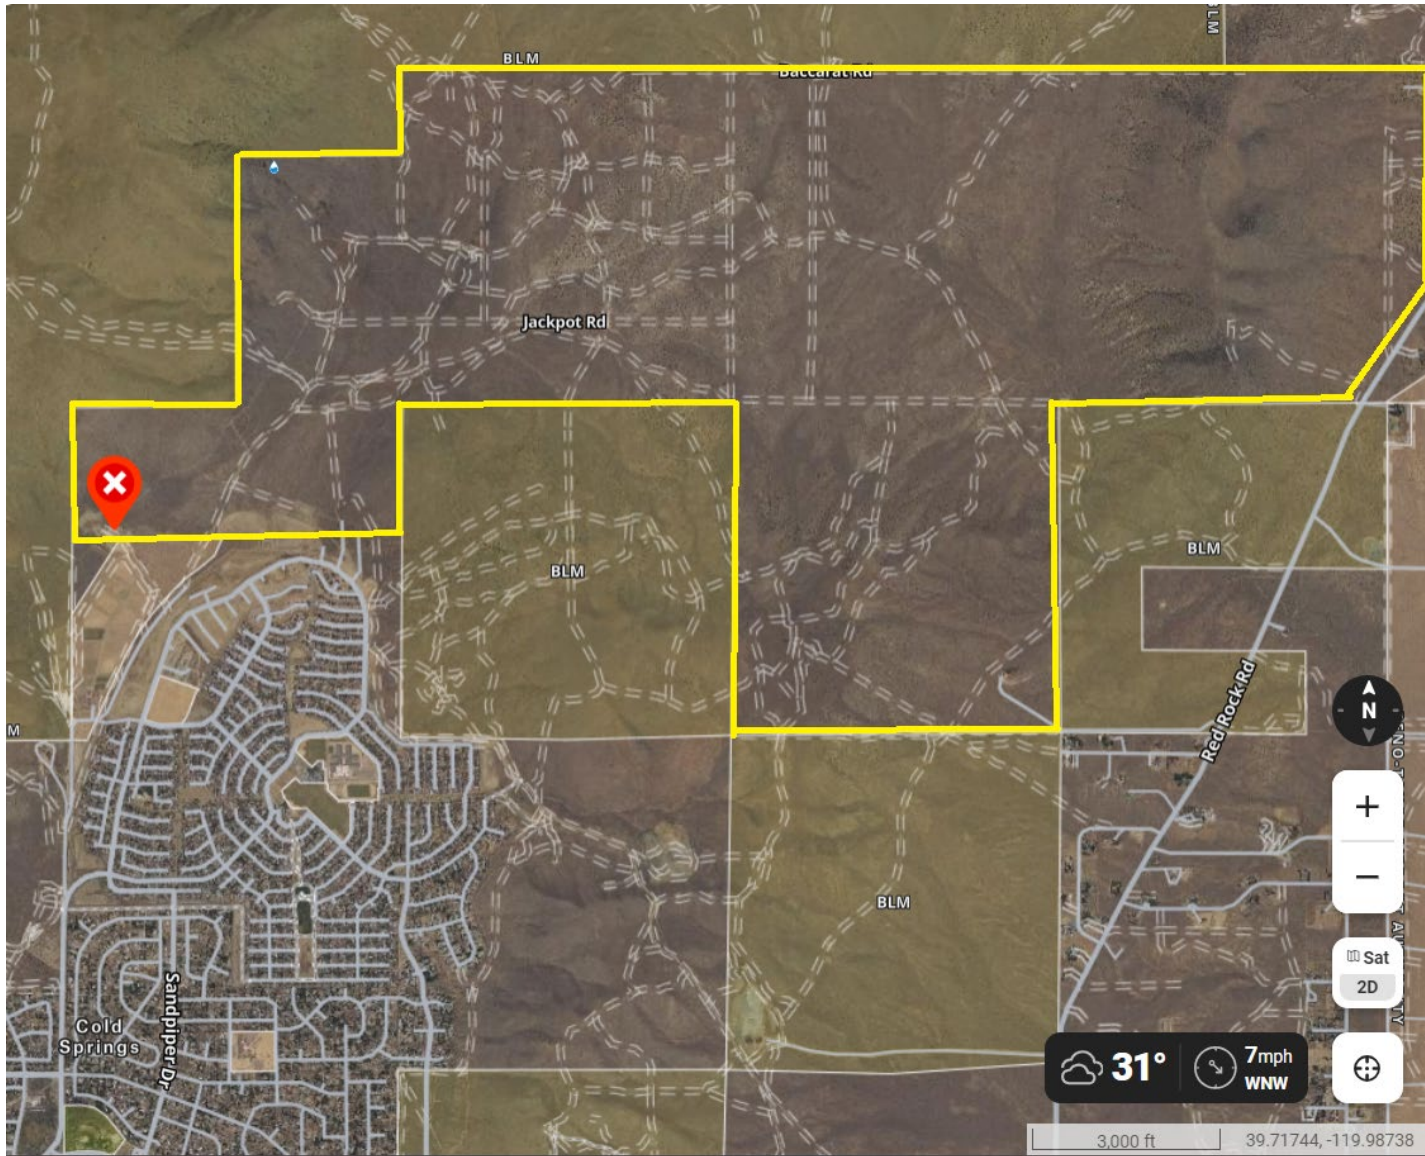 BLM
BLM
Baccarat Rd
Jackpot Rd
BLM
BLM
Red Rock Rd
N
M
BLM
Sandpiper Dr
Cold
Springs
+
−
Sat
2D
31°
7mph
WNW
3,000 ft
39.71744, -119.98738